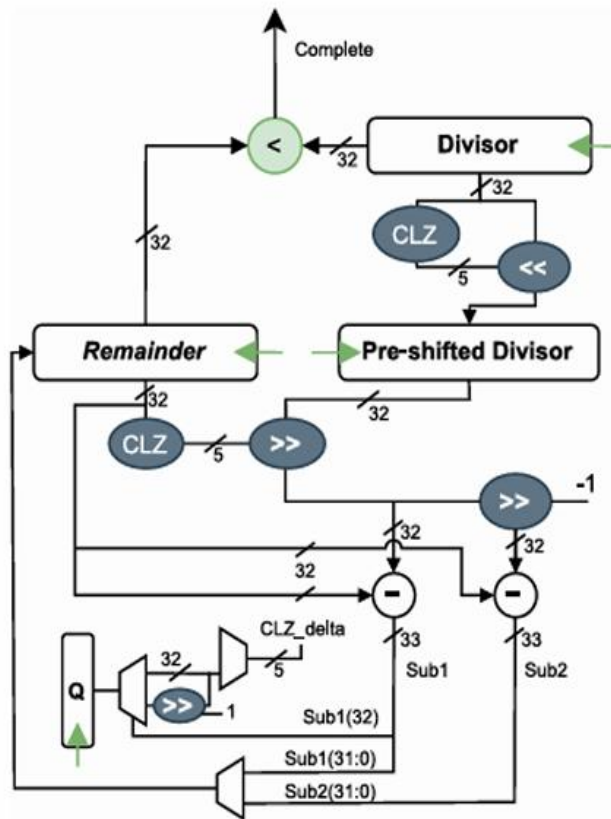 Complete
<
32
Divisor
32
CLZ
5
<<
32
Remainder
Pre-shifted Divisor
32
32
CLZ
5
>>
>>
-1
32
32
32
-
-
CLZ_delta
33
33
32
5
Sub1
Sub2
Q
>>
1
Sub1(32)
Sub1(31:0)
Sub2(31:0)